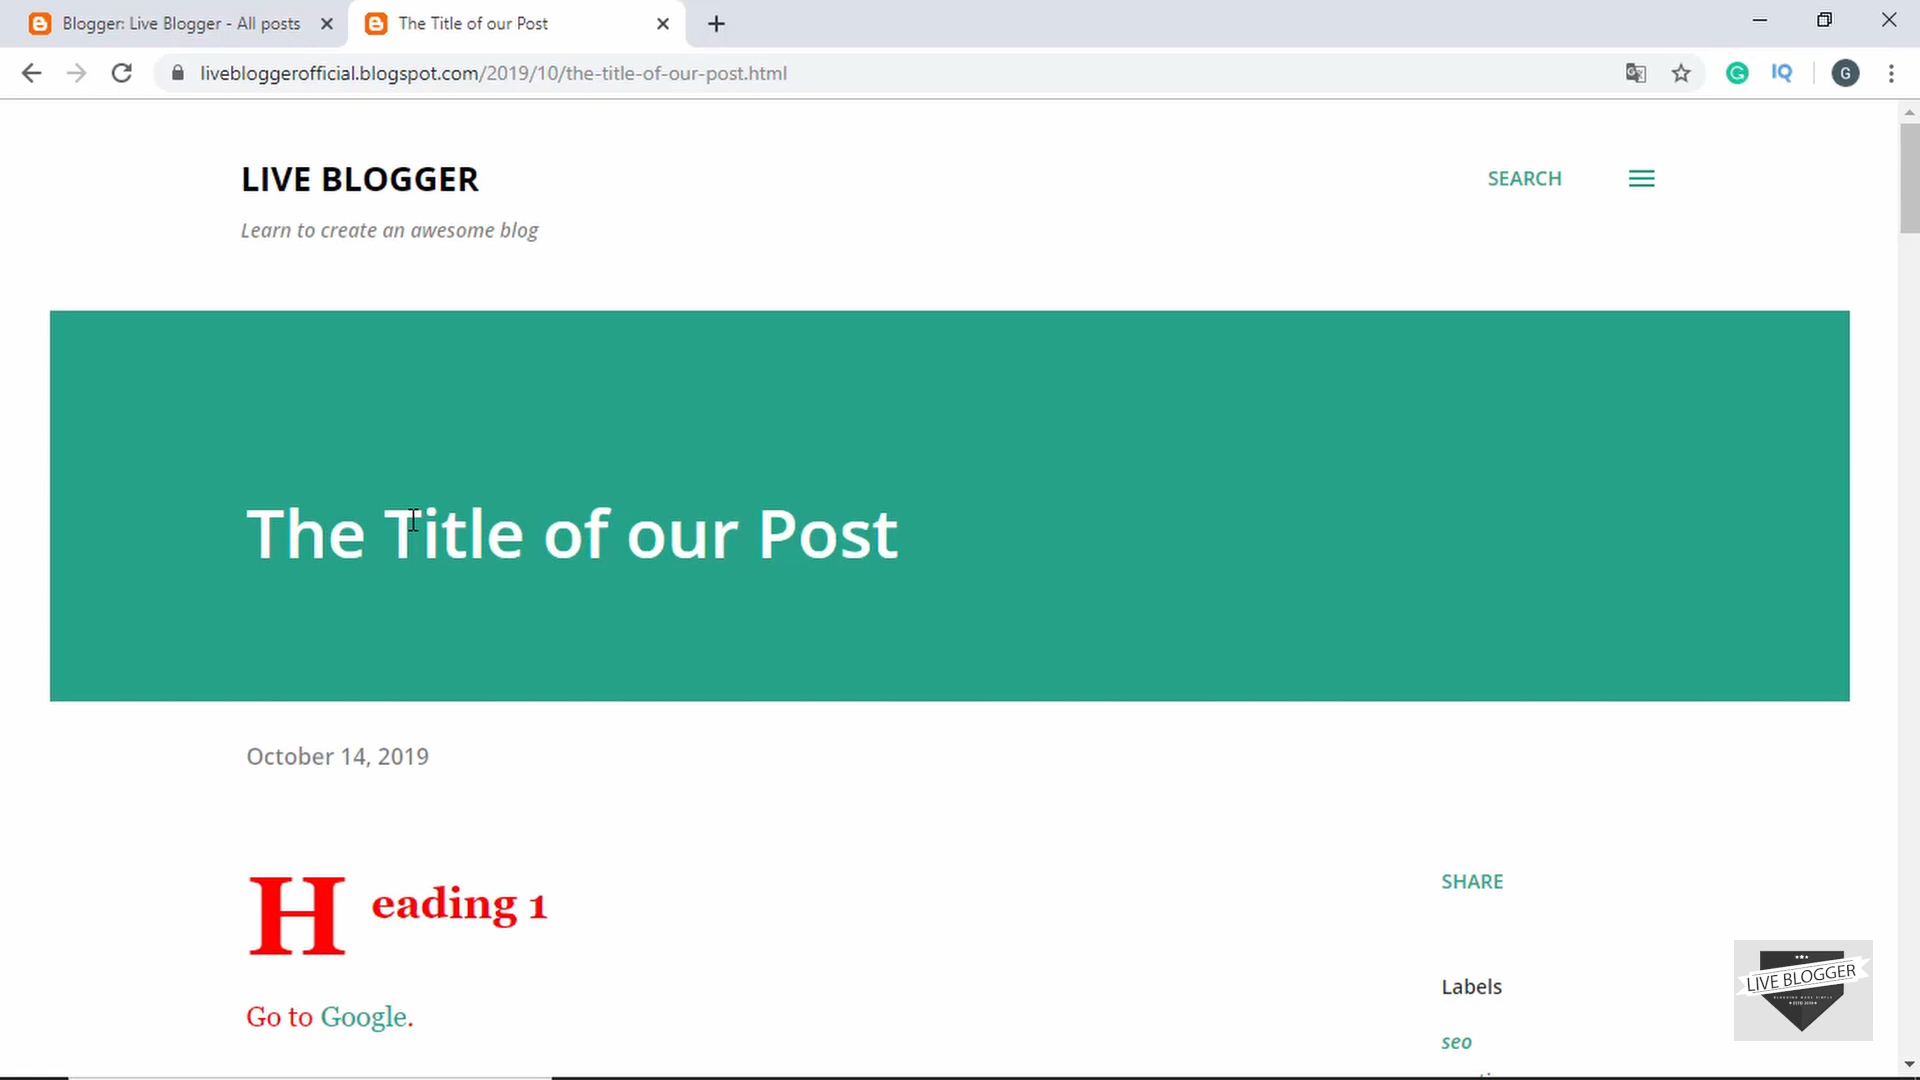 Blogger: Live Blogger - All posts
The Title of our Post
livebloggerofficial.blogspot.com/2019/10/the-title-of-our-post.html
G
IQ
G
LIVE BLOGGER
SEARCH
Learn to create an awesome blog
The Title of our Post
October 14, 2019
Heading 1
SHARE
Go to Google.
Labels
seo
LIVE BLOGGER